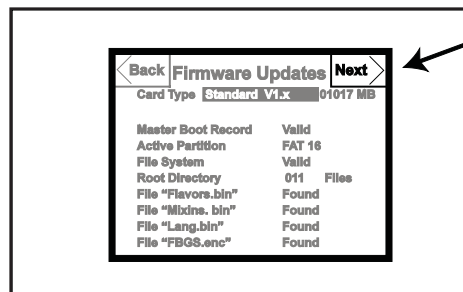 Back Firmware Updates Next
Card Type Standard V1.x 01017 MB
Master Boot Record Valid
Active Partition FAT 16
File System Valid
Root Directory 011 Files
File "Flavors.bin" Found
File "Mixins. bin" Found
File "Lang.bin" Found
File "FBGS.enc" Found